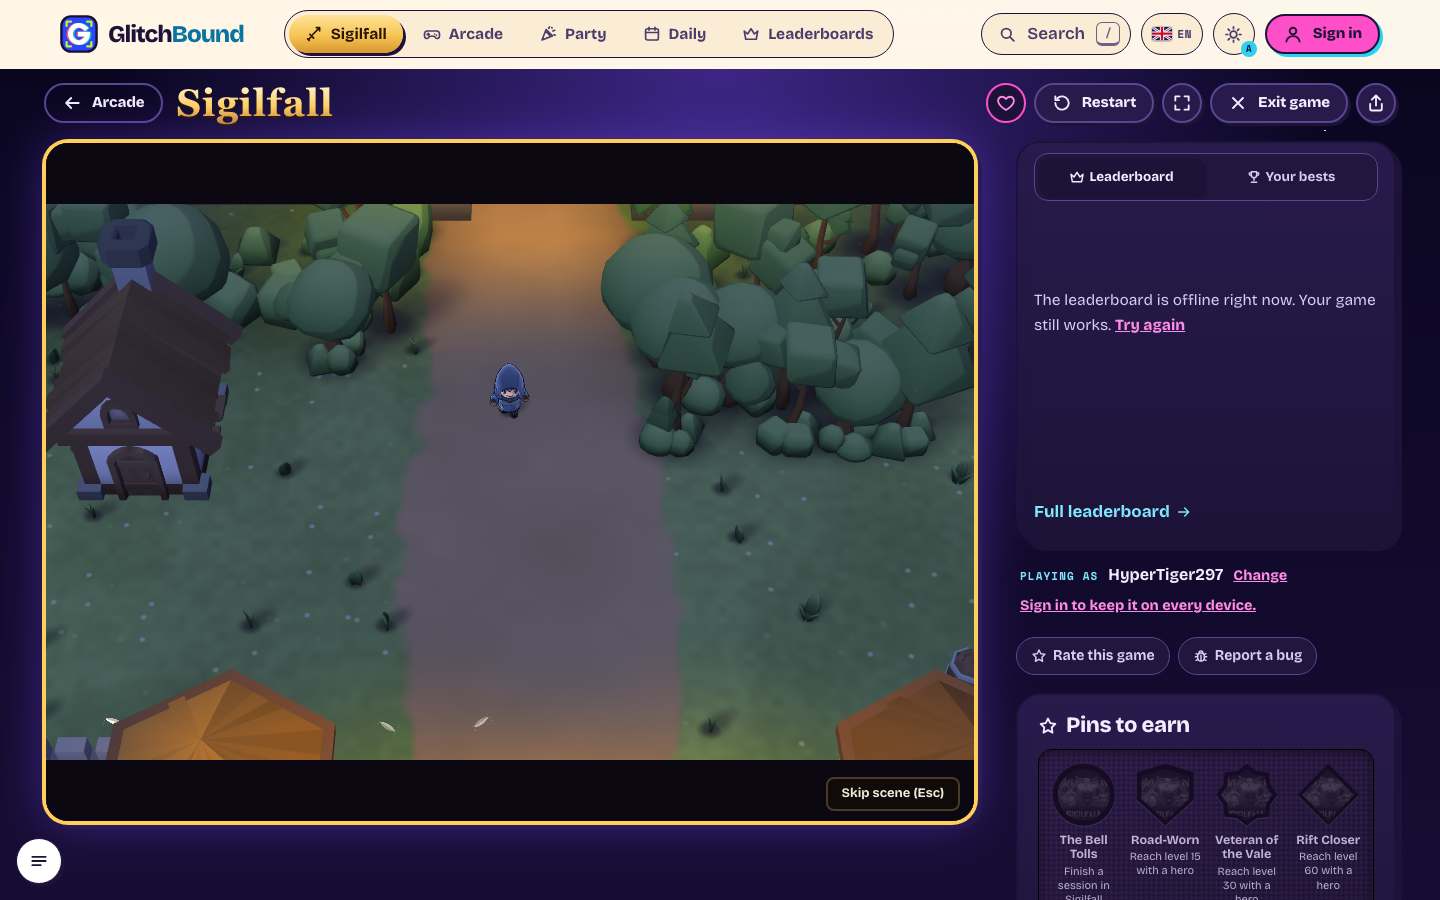 GlitchBound
Sigilfall
Arcade
Party
Daily
Leaderboards
Search /
EN
A
Sign in
Arcade
Sigilfall
Restart
Exit game
Leaderboard
Your bests
The leaderboard is offline right now. Your game
still works. Try again
Full leaderboard →
PLAYING AS HyperTiger297 Change
Sign in to keep it on every device.
Rate this game
Report a bug
Skip scene (Esc)
Pins to earn
The Bell
Tolls
Finish a
session in
Sigilfall
Road-Worn
Reach level 15
with a hero
Veteran of
the Vale
Reach level
30 with a
hero
Rift Closer
Reach level
60 with a
hero